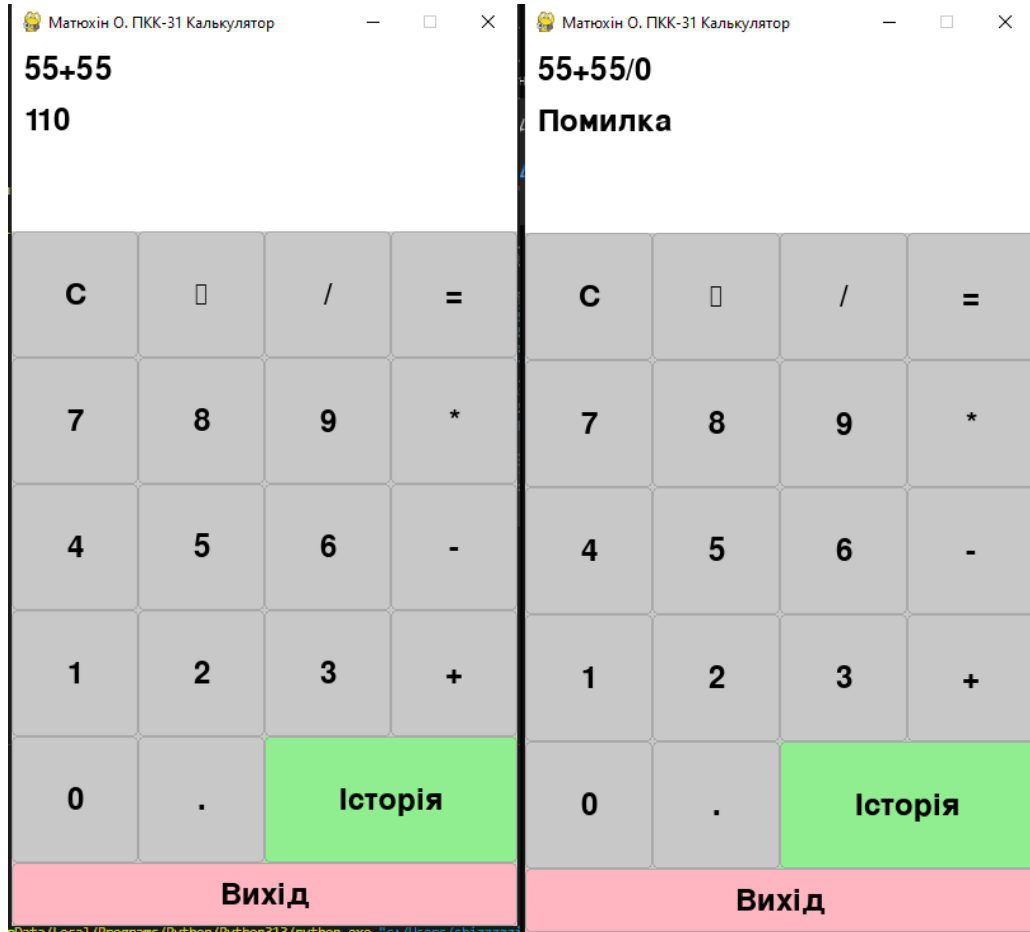 Матюхін О. ПКК-31 Калькулятор
55+55
110
C / =
7 8 9 *
4 5 6 -
1 2 3 +
0 . Історія
Вихід
Матюхін О. ПКК-31 Калькулятор
55+55/0
Помилка
C / =
7 8 9 *
4 5 6 -
1 2 3 +
0 . Історія
Вихід